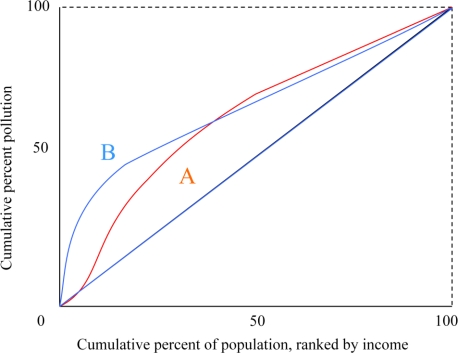 100
Cumulative percent pollution
50
B
A
0
50
100
Cumulative percent of population, ranked by income